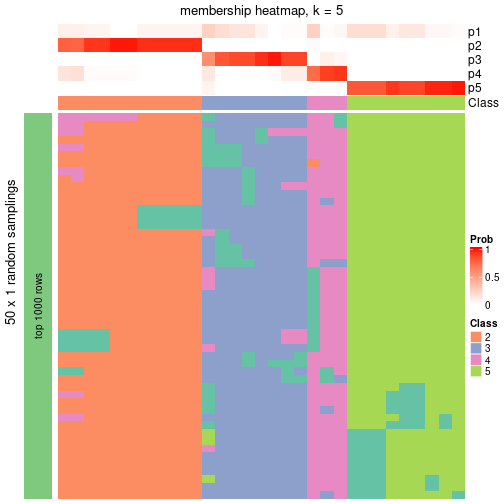 membership heatmap, k = 5
p1
p2
p3
p4
p5
Class
50 x 1 random samplings
top 1000 rows
Prob
1
0.5
0
Class
2
3
4
5